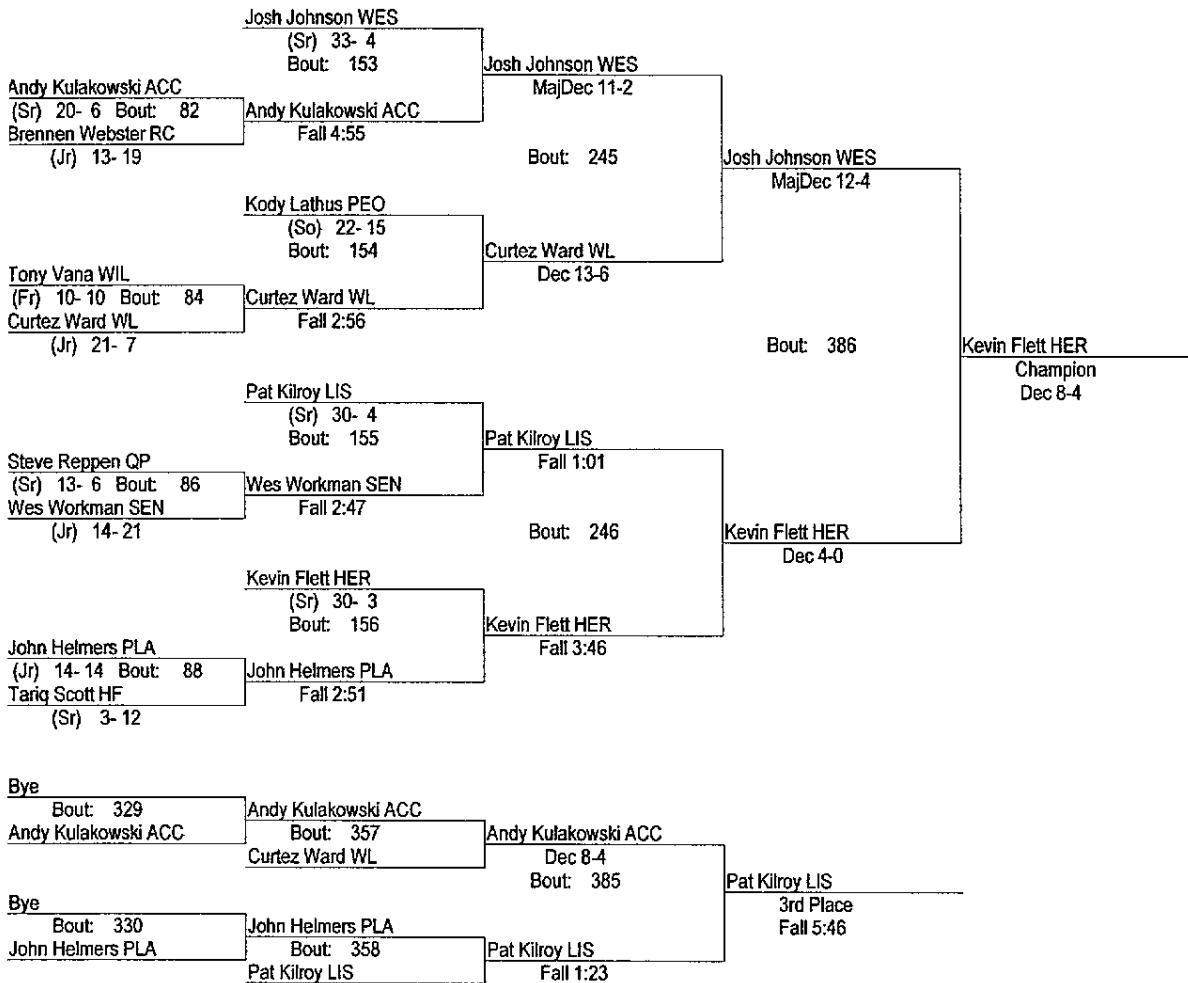 Josh Johnson WES
(Sr) 33- 4
Bout: 153
Andy Kulakowski ACC
(Sr) 20- 6 Bout: 82
Brennen Webster RC
(Jr) 13- 19
Andy Kulakowski ACC
Fall 4:55
Josh Johnson WES
MajDec 11-2
Bout: 245
Kody Lathus PEO
(So) 22- 15
Bout: 154
Tony Vana WIL
(Fr) 10- 10 Bout: 84
Curtez Ward WL
(Jr) 21- 7
Curtez Ward WL
Fall 2:56
Curtez Ward WL
Dec 13-6
Josh Johnson WES
MajDec 12-4
Bout: 386
Kevin Flett HER
Champion
Dec 8-4
Pat Kilroy LIS
(Sr) 30- 4
Bout: 155
Steve Reppen QP
(Sr) 13- 6 Bout: 86
Wes Workman SEN
(Jr) 14- 21
Wes Workman SEN
Fall 2:47
Pat Kilroy LIS
Fall 1:01
Bout: 246
Kevin Flett HER
Dec 4-0
Kevin Flett HER
(Sr) 30- 3
Bout: 156
John Helmers PLA
(Jr) 14- 14 Bout: 88
Tariq Scott HF
(Sr) 3- 12
John Helmers PLA
Fall 2:51
Kevin Flett HER
Fall 3:46
Bye
Bout: 329
Andy Kulakowski ACC
Andy Kulakowski ACC
Bout: 357
Curtez Ward WL
Andy Kulakowski ACC
Dec 8-4
Bout: 385
Bye
Bout: 330
John Helmers PLA
John Helmers PLA
Bout: 358
Pat Kilroy LIS
Pat Kilroy LIS
Fall 1:23
Pat Kilroy LIS
3rd Place
Fall 5:46